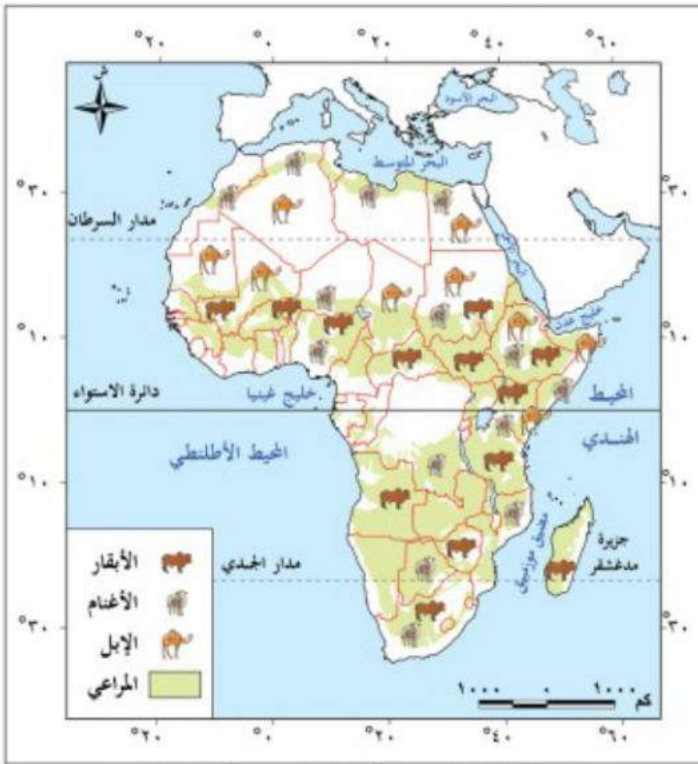 °٢٠ °٠ °٢٠ °٤٠ °٦٠
ش
البحر الأسود
البحر المتوسط
°٣٠ °٣٠
مدار السرطان
خليج عدن
°١٠ °١٠
دائرة الاستواء
خليج غينيا
المحيط
الهندي
المحيط الأطلنطي
°١٠ °١٠
مضيق موزمبيق
جزيرة
مدغشقر
مدار الجدي
الأبقار
الأغنام
الإبل
المراعي
°٣٠ °٣٠
١٠٠٠ ٠ ١٠٠٠
كم
°٢٠ °٠ °٢٠ °٤٠ °٦٠